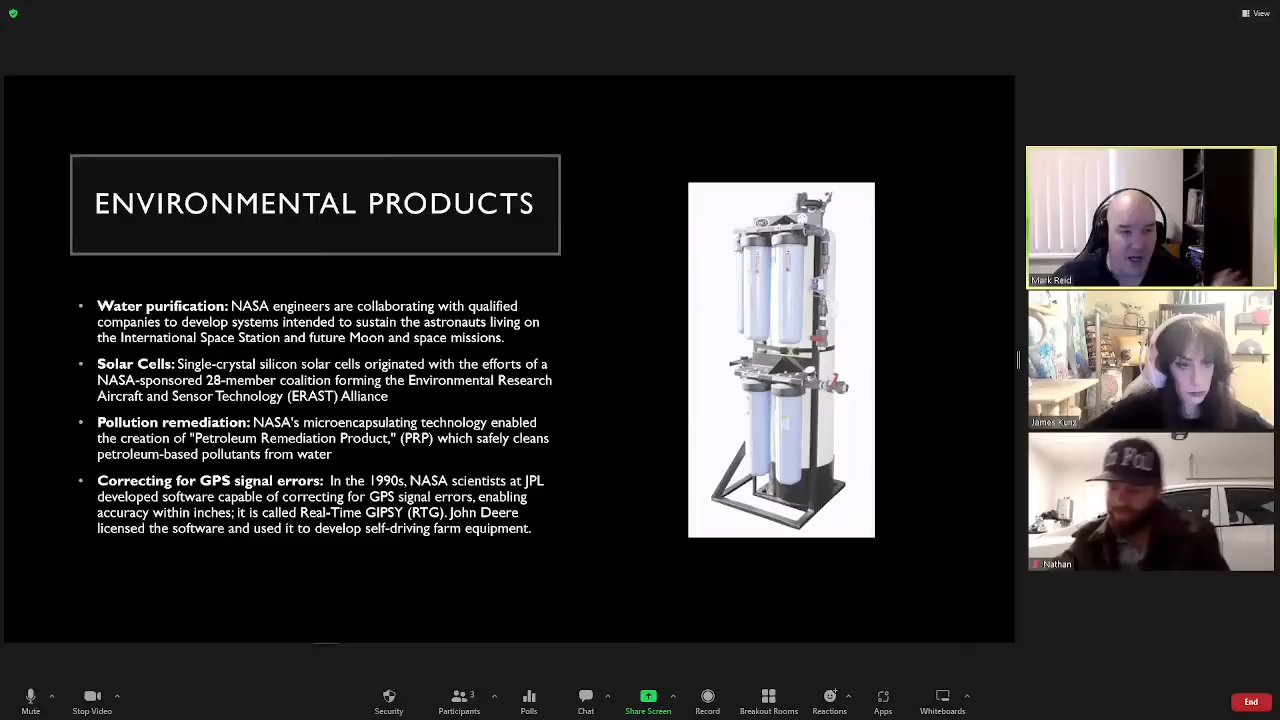 View
ENVIRONMENTAL PRODUCTS
• Water purification: NASA engineers are collaborating with qualified
companies to develop systems intended to sustain the astronauts living on
the International Space Station and future Moon and space missions.
• Solar Cells: Single-crystal silicon solar cells originated with the efforts of a
NASA-sponsored 28-member coalition forming the Environmental Research
Aircraft and Sensor Technology (ERAST) Alliance
• Pollution remediation: NASA's microencapsulating technology enabled
the creation of "Petroleum Remediation Product," (PRP) which safely cleans
petroleum-based pollutants from water
• Correcting for GPS signal errors: In the 1990s, NASA scientists at JPL
developed software capable of correcting for GPS signal errors, enabling
accuracy within inches; it is called Real-Time GIPSY (RTG). John Deere
licensed the software and used it to develop self-driving farm equipment.
Mark Reid
James Kunz
Nathan
Mute
Stop Video
Security
Participants
3
Polls
Chat
Share Screen
Record
Breakout Rooms
Reactions
Apps
Whiteboards
End